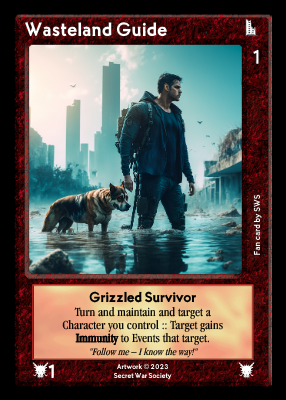 Wasteland Guide
1
Fan card by SWS
Grizzled Survivor
Turn and maintain and target a
Character you control :: Target gains
Immunity to Events that target.
"Follow me – I know the way!"
1
Artwork © 2023
Secret War Society